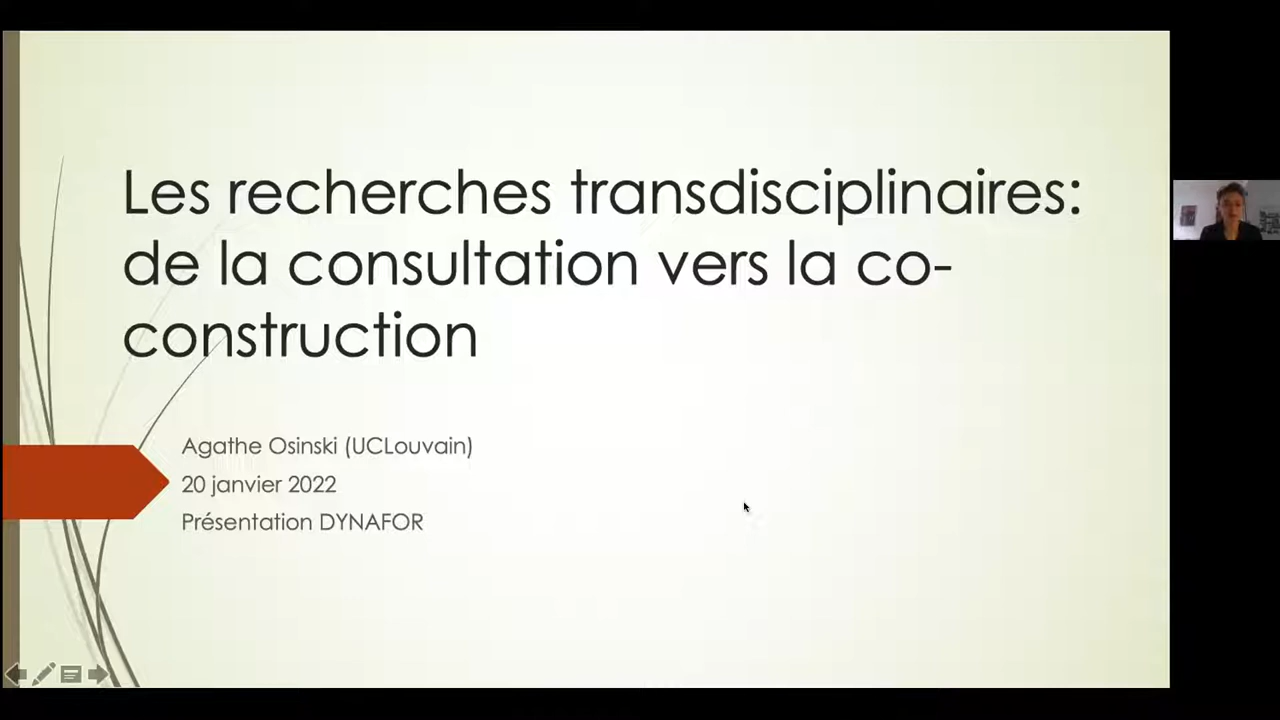 Les recherches transdisciplinaires:
de la consultation vers la co-
construction
Agathe Osinski (UCLouvain)
20 janvier 2022
Présentation DYNAFOR